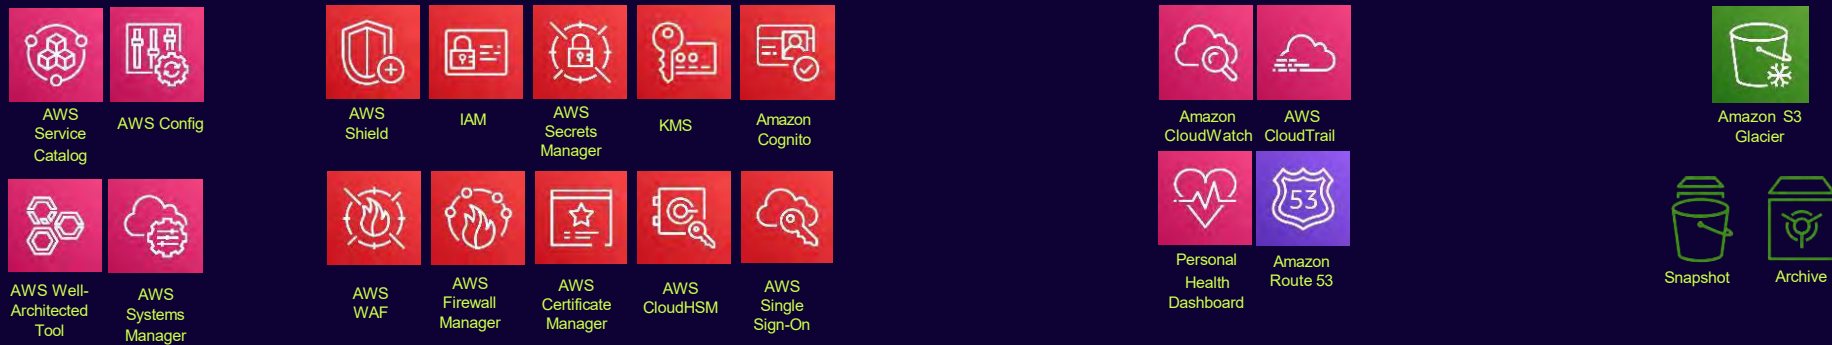 AWS
Service
Catalog
AWS Config
AWS
Shield
IAM
AWS
Secrets
Manager
KMS
Amazon
Cognito
Amazon
CloudWatch
AWS
CloudTrail
Amazon S3
Glacier
AWS Well-
Architected
Tool
AWS
Systems
Manager
AWS
WAF
AWS
Firewall
Manager
AWS
Certificate
Manager
AWS
CloudHSM
AWS
Single
Sign-On
Personal
Health
Dashboard
53
Amazon
Route 53
Snapshot
Archive